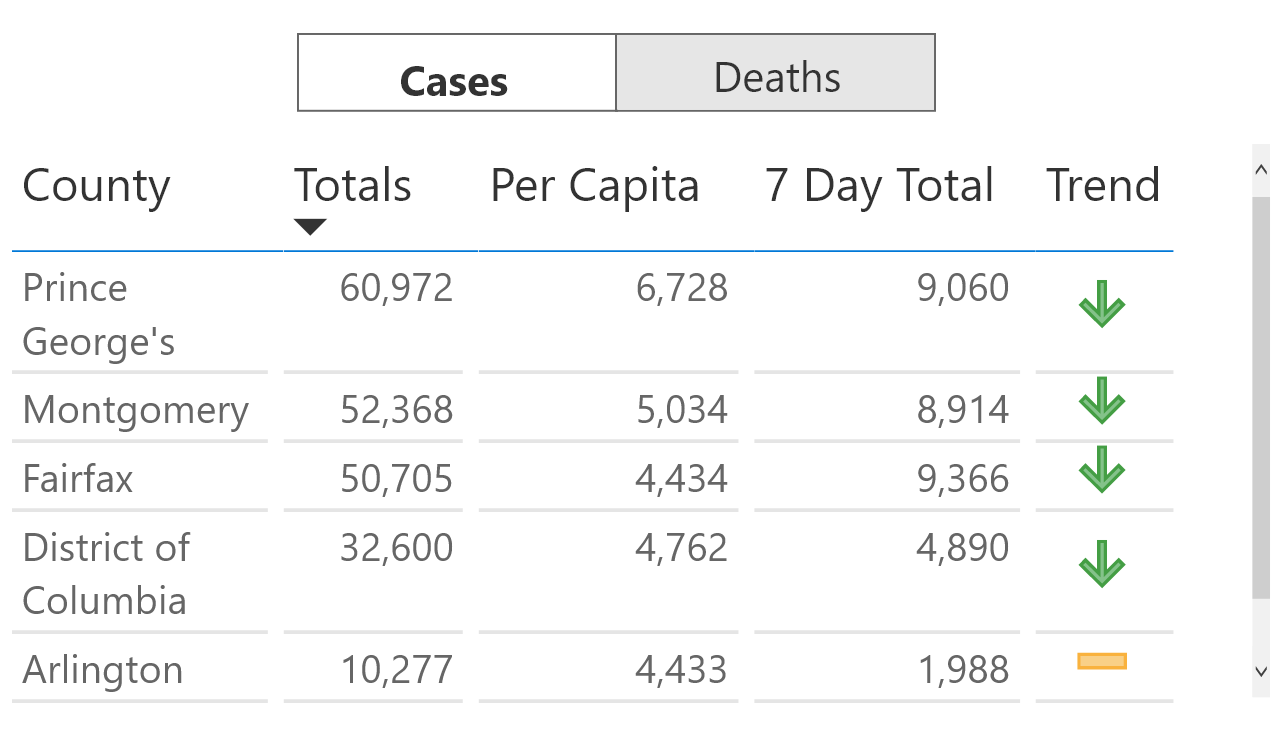 Cases Deaths
County Totals Per Capita 7 Day Total Trend
Prince 60,972 6,728 9,060
George's
Montgomery 52,368 5,034 8,914
Fairfax 50,705 4,434 9,366
District of 32,600 4,762 4,890
Columbia
Arlington 10,277 4,433 1,988